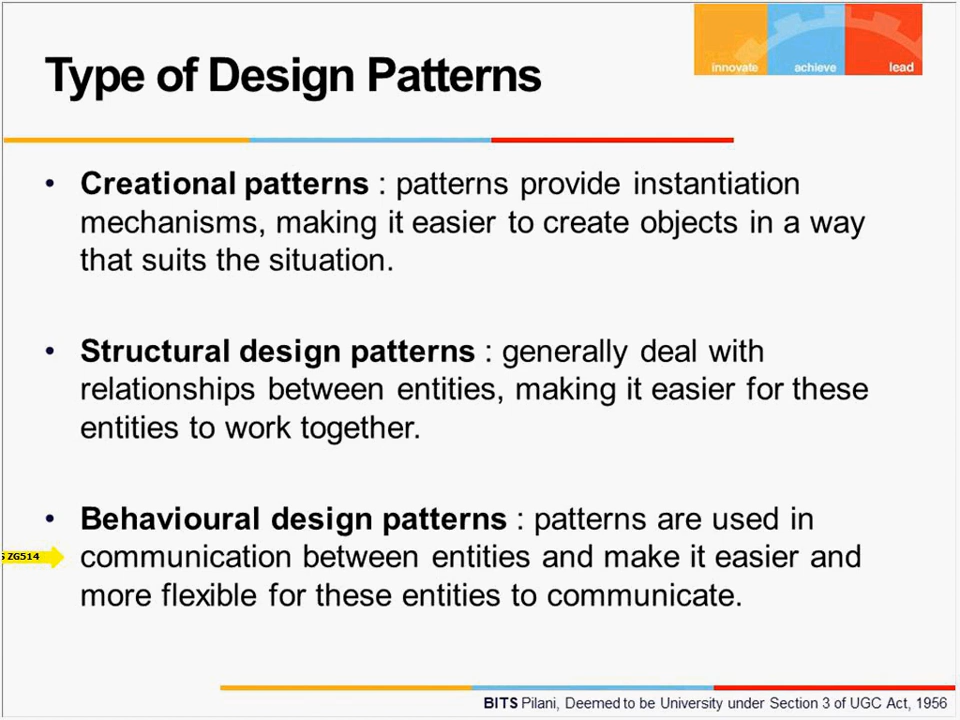 Type of Design Patterns
innovate achieve lead
• Creational patterns : patterns provide instantiation
mechanisms, making it easier to create objects in a way
that suits the situation.
• Structural design patterns : generally deal with
relationships between entities, making it easier for these
entities to work together.
• Behavioural design patterns : patterns are used in
communication between entities and make it easier and
more flexible for these entities to communicate.
ZG514
BITS Pilani, Deemed to be University under Section 3 of UGC Act, 1956